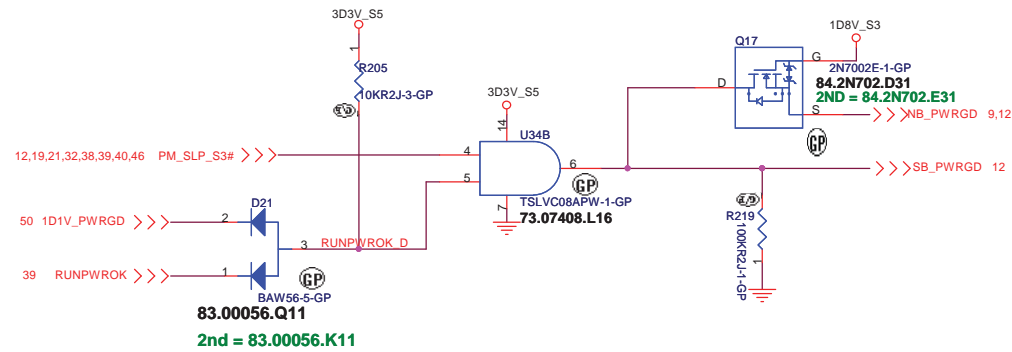 3D3V_S5
1
R205
10KR2J-3-GP
3D3V_S5
14
U34B
12,19,21,32,38,39,40,46 PM_SLP_S3#
4
5
6
GP
7
TSLVC08APW-1-GP
73.07408.L16
50 1D1V_PWRGD
2
D21
3
RUNPWROK_D
39 RUNPWROK
1
GP
BAW56-5-GP
83.00056.Q11
2nd = 83.00056.K11
1D8V_S3
Q17
G
2N7002E-1-GP
84.2N702.D31
2ND = 84.2N702.E31
D
S
NB_PWRGD 9,12
GP
SB_PWRGD 12
R219
100KR2J-1-GP
1